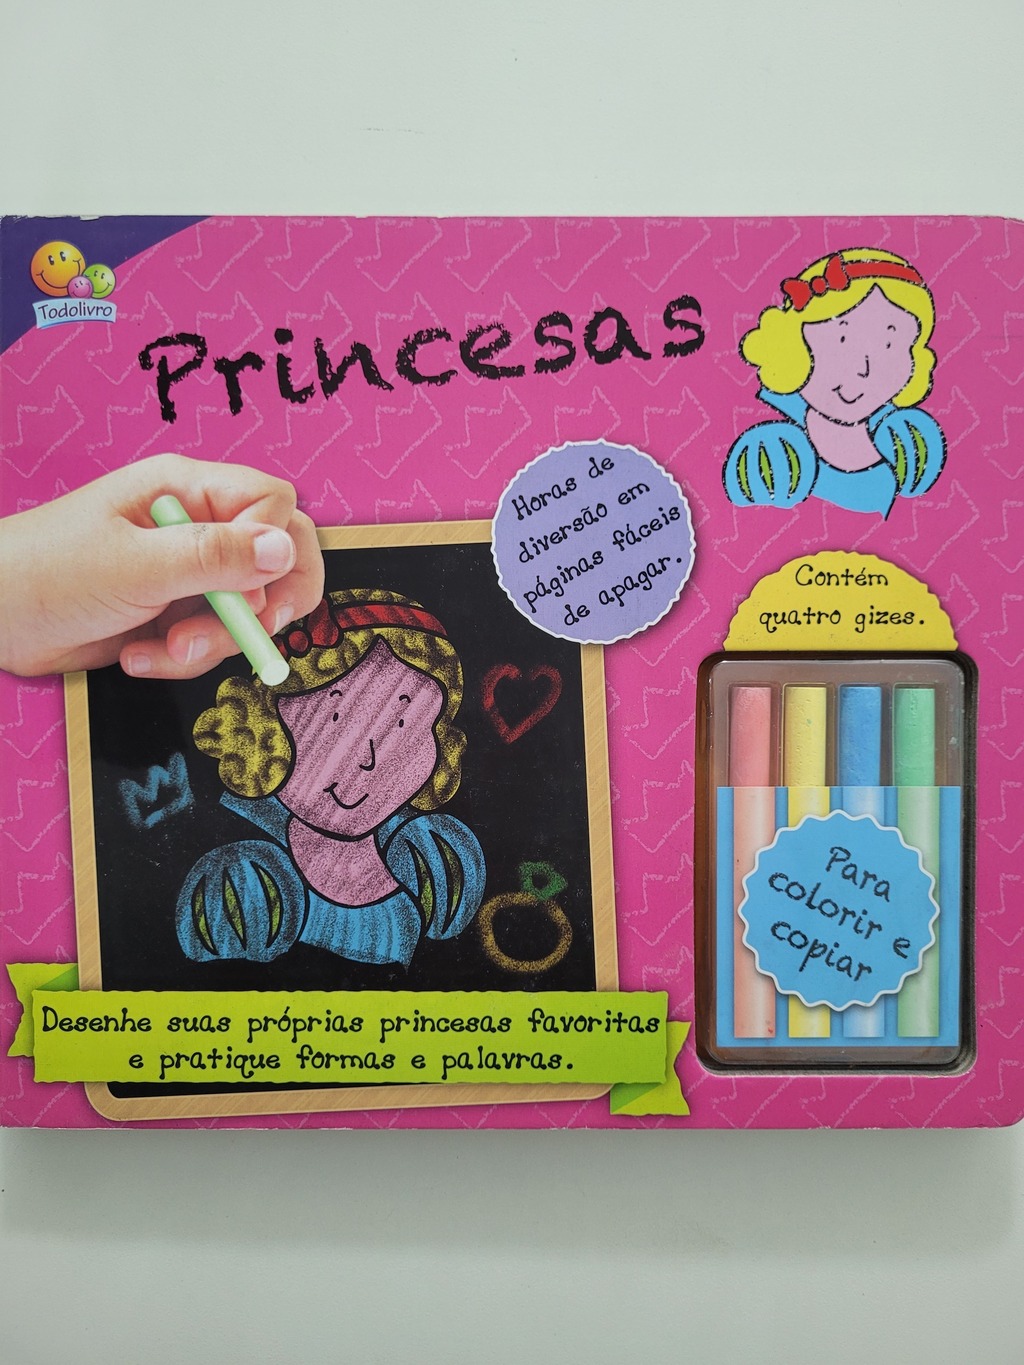 Todolivro
Princesas
Horas de
diversão em
páginas fáceis
de apagar.
Contém
quatro gizes.
Para
colorir e
copiar
Desenhe suas próprias princesas favoritas
e pratique formas e palavras.